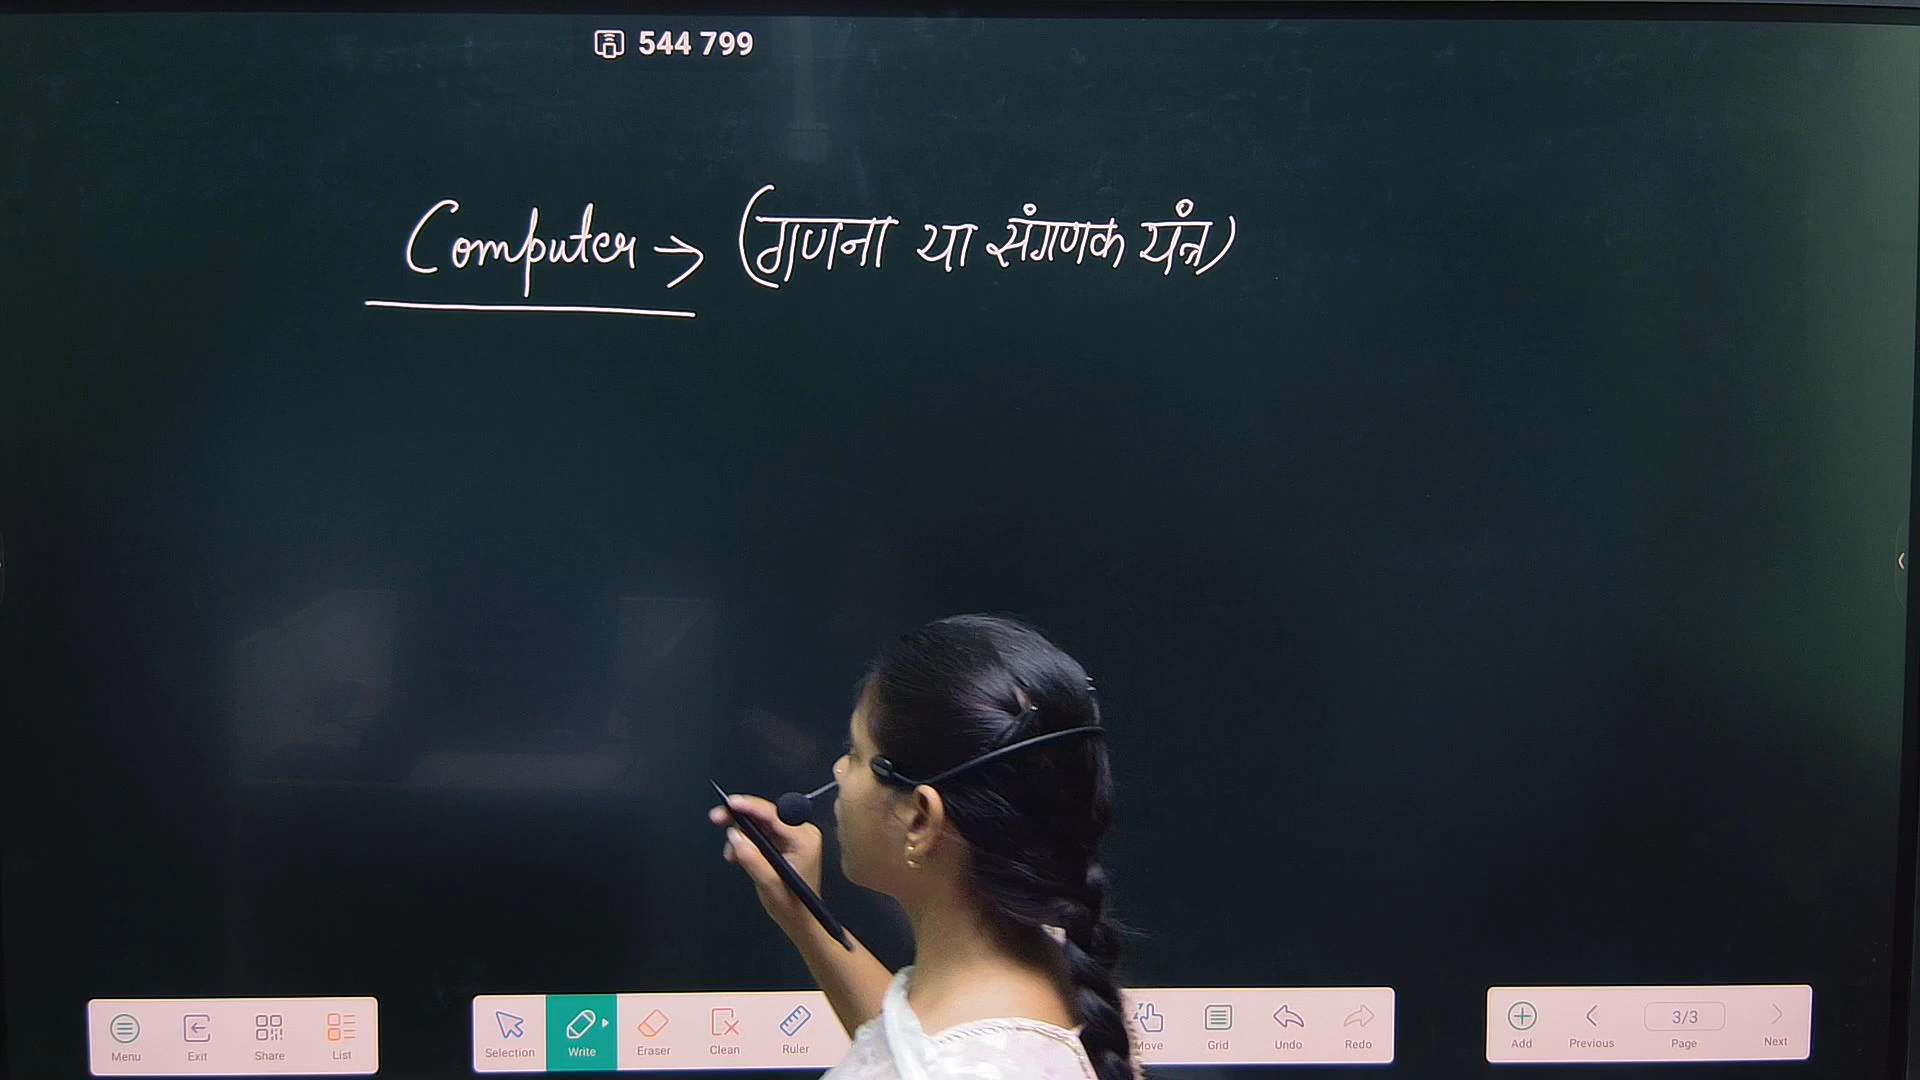 544 799
Computer → (गणना या संगणक यंत्र)
Menu Exit Share List Selection Write Eraser Clean Ruler Move Grid Undo Redo Add Previous 3/3 Page Next